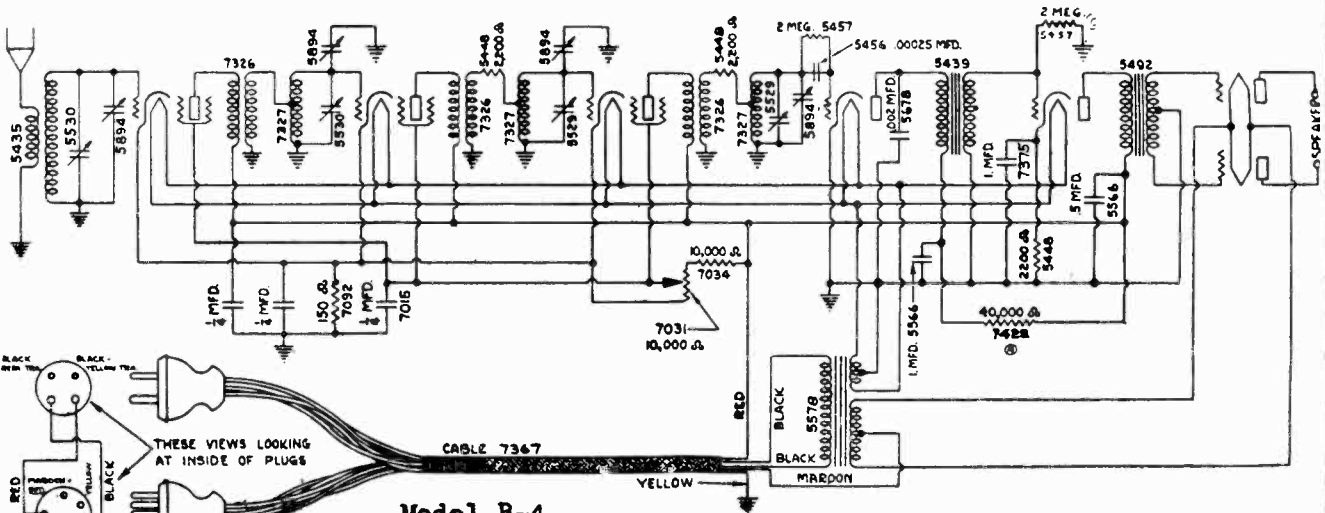 5435
5530
5894
7326
7327
5894
5530
5448
2,200 Ω
7326
7327
5894
5529
5448
2,200 Ω
7326
7327
2 MEG. 5457
5456 .00025 MFD.
5529
5894
.002 MFD.
5678
5439
2 MEG.
5457
1. MFD.
7375
2200 Ω
5448
5492
.5 MFD.
5566
SPEAKER
¼ MFD.
¼ MFD.
150 Ω
7092
¼ MFD.
7016
10,000 Ω
7034
7031
10,000 Ω
1. MFD. 5566
40,000 Ω
7422
RED
BLACK
5578
BLACK
MAROON
YELLOW
CABLE 7367
BLACK
BLACK-
YELLOW TRA.
THESE VIEWS LOOKING
AT INSIDE OF PLUGS
RED
MAROON-
YELLOW
BLACK
Model B-4